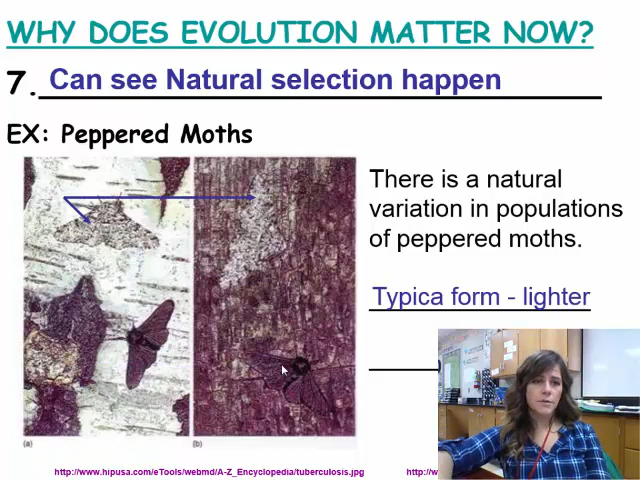 WHY DOES EVOLUTION MATTER NOW?
7. Can see Natural selection happen
EX: Peppered Moths
There is a natural
variation in populations
of peppered moths.
Typica form - lighter
(a)
(b)
http://www.hipusa.com/eTools/webmd/A-Z_Encyclopedia/tuberculosis.jpg
http://w